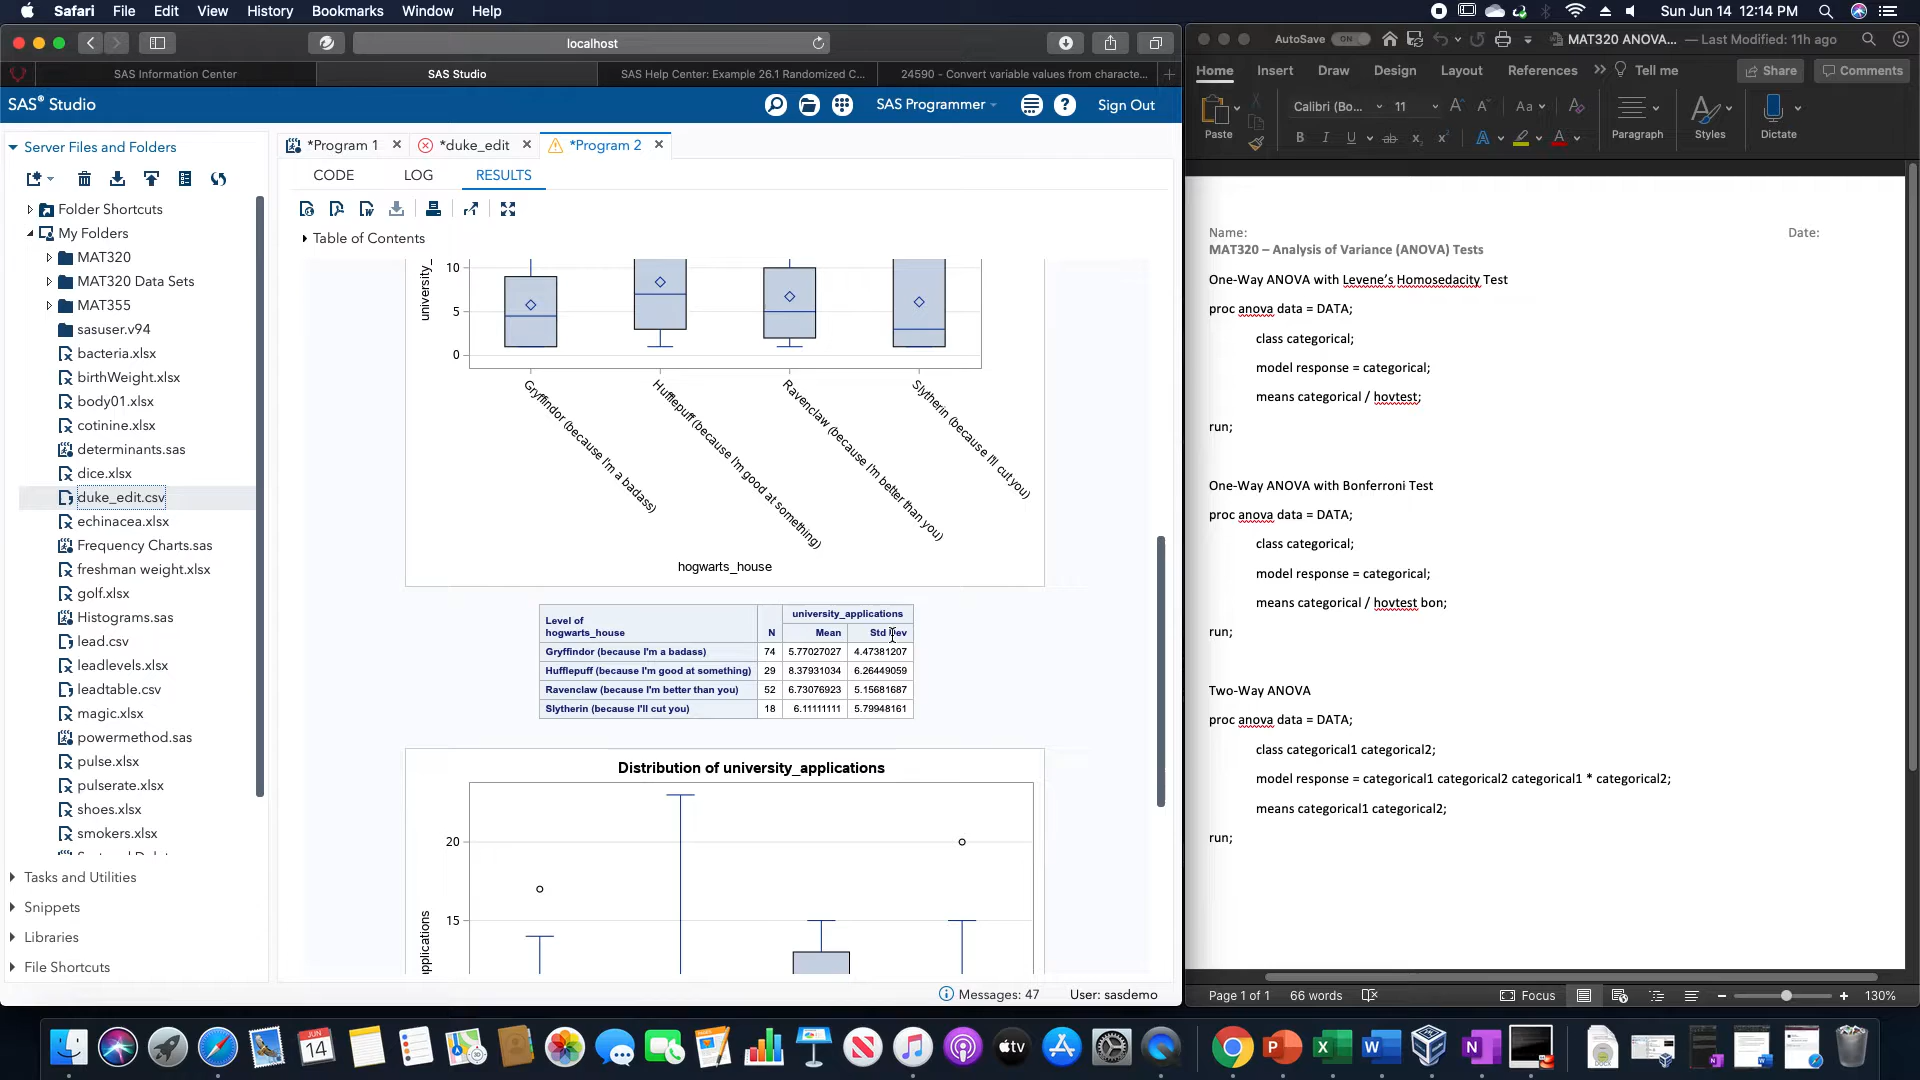 Safari File Edit View History Bookmarks Window Help
Sun Jun 14 12:14 PM
localhost
SAS Information Center
SAS Studio
SAS Help Center: Example 26.1 Randomized C...
24590 - Convert variable values from characte...
SAS® Studio
SAS Programmer
Sign Out
Server Files and Folders
Folder Shortcuts
My Folders
MAT320
MAT320 Data Sets
MAT355
sasuser.v94
bacteria.xlsx
birthWeight.xlsx
body01.xlsx
cotinine.xlsx
determinants.sas
dice.xlsx
duke_edit.csv
echinacea.xlsx
Frequency Charts.sas
freshman weight.xlsx
golf.xlsx
Histograms.sas
lead.csv
leadlevels.xlsx
leadtable.csv
magic.xlsx
powermethod.sas
pulse.xlsx
pulserate.xlsx
shoes.xlsx
smokers.xlsx
Tasks and Utilities
Snippets
Libraries
File Shortcuts
*Program 1
*duke_edit
*Program 2
CODE LOG RESULTS
Table of Contents
university_
10
5
0
Gryffindor (because I'm a badass)
Hufflepuff (because I'm good at something)
Ravenclaw (because I'm better than you)
Slytherin (because I'll cut you)
hogwarts_house
Level of hogwarts_house
N
university_applications
Mean Std Dev
Gryffindor (because I'm a badass) 74 5.77027027 4.47381207
Hufflepuff (because I'm good at something) 29 8.37931034 6.26449059
Ravenclaw (because I'm better than you) 52 6.73076923 5.15681687
Slytherin (because I'll cut you) 18 6.11111111 5.79948161
Distribution of university_applications
20
15
applications
Messages: 47
User: sasdemo
AutoSave ON
MAT320 ANOVA... — Last Modified: 11h ago
Home Insert Draw Design Layout References Tell me
Share
Comments
Paste
Calibri (Bo... 11
Aa
B I U ab x₂ x²
Paragraph
Styles
Dictate
Name: Date:
MAT320 – Analysis of Variance (ANOVA) Tests
One-Way ANOVA with Levene's Homosedacity Test
proc anova data = DATA;
class categorical;
model response = categorical;
means categorical / hovtest;
run;
One-Way ANOVA with Bonferroni Test
proc anova data = DATA;
class categorical;
model response = categorical;
means categorical / hovtest bon;
run;
Two-Way ANOVA
proc anova data = DATA;
class categorical1 categorical2;
model response = categorical1 categorical2 categorical1 * categorical2;
means categorical1 categorical2;
run;
Page 1 of 1 66 words
Focus
130%
JUN
14
tv